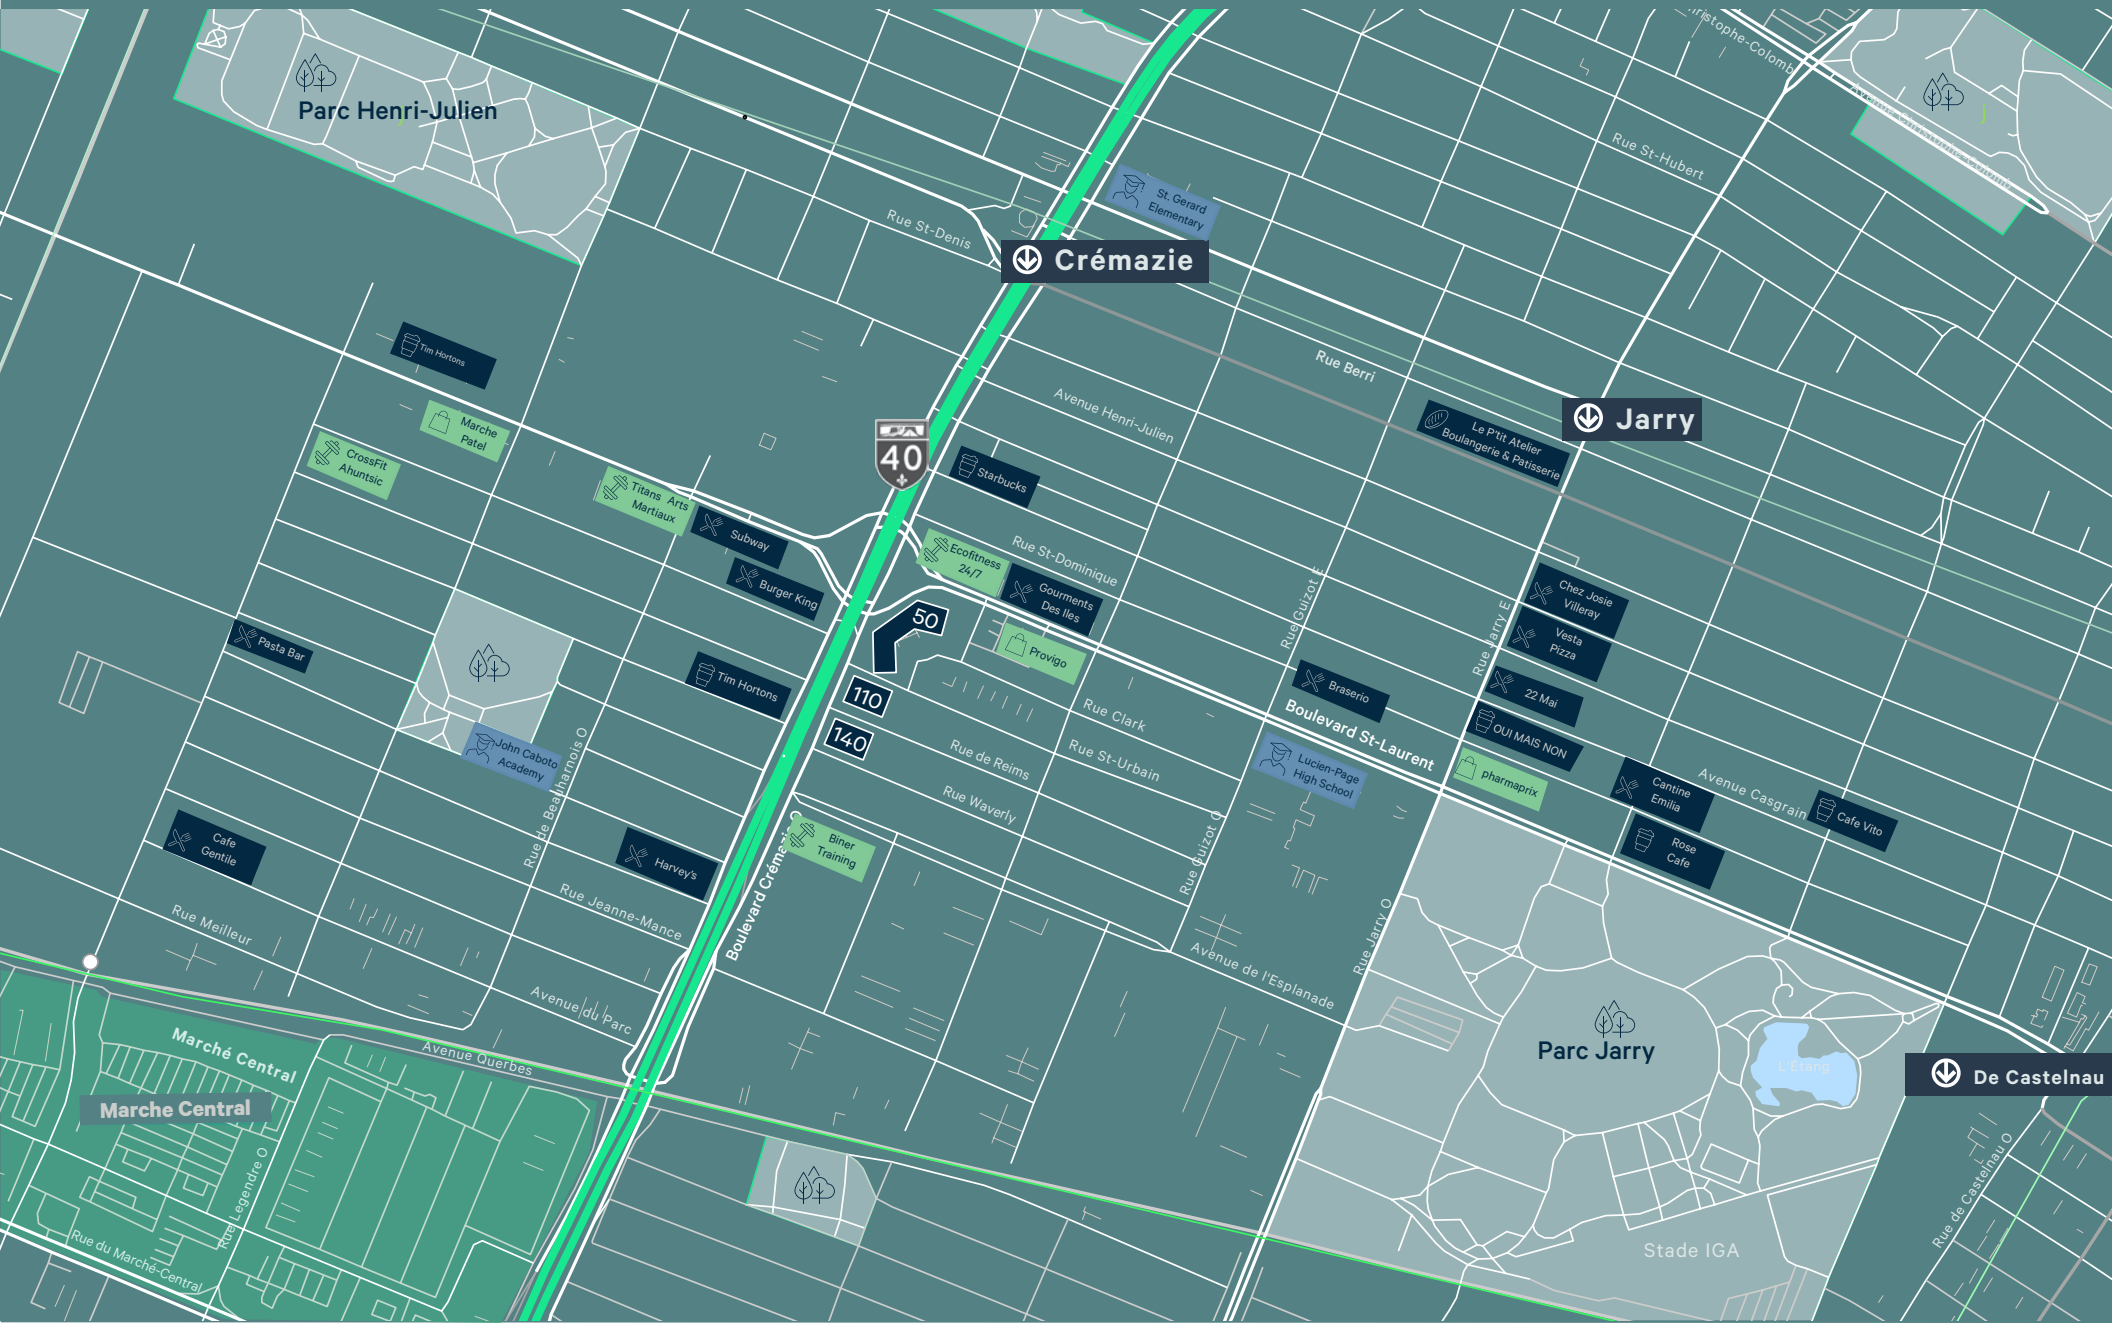 Christophe-Colomb
Parc Henri-Julien
Avenue Christophe-Colomb
Rue St-Hubert
St. Gerard
Elementary
Rue St-Denis
Crémazie
Tim Hortons
Rue Berri
Avenue Henri-Julien
Jarry
Le P'tit Atelier
Boulangerie & Patisserie
Marche
Patel
CrossFit
Ahuntsic
40
Starbucks
Titans Arts
Martiaux
Subway
Burger King
Ecofitness
24/7
Rue St-Dominique
Gourments
Des Iles
Rue Guizot E
Rue Jarry E
Chez Josie
Villeray
Vesta
Pizza
50
Provigo
Pasta Bar
Tim Hortons
110
140
Braserio
22 Mai
OUI MAIS NON
Rue Clark
Boulevard St-Laurent
Rue de Reims
Rue St-Urbain
John Caboto
Academy
Rue de Beauharnois O
Lucien-Page
High School
pharmaprix
Cantine
Emilia
Avenue Casgrain
Cafe Vito
Rue Waverly
Cafe
Gentile
Harvey's
Boulevard Crémazie O
Biner
Training
Rue Guizot O
Rose
Cafe
Rue Meilleur
Rue Jeanne-Mance
Rue Jarry O
Avenue de l'Esplanade
Avenue du Parc
Marché Central
Avenue Querbes
Parc Jarry
L'Étang
De Castelnau
Marche Central
Rue Legendre O
Rue de Castelnau O
Rue du Marché-Central
Stade IGA